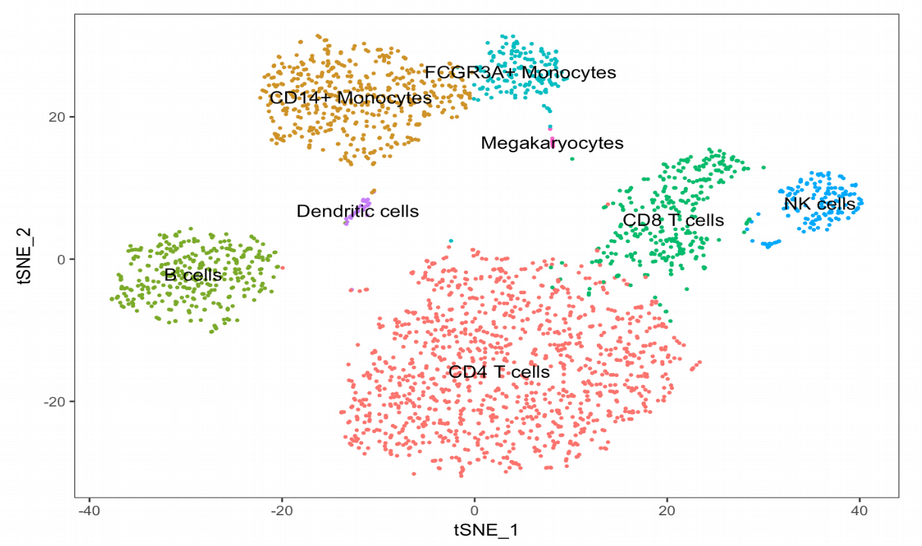 FCGR3A+ Monocytes
CD14+ Monocytes
20
Megakaryocytes
Dendritic cells
CD8 T cells
NK cells
tSNE_2
0
B cells
CD4 T cells
-20
-40
-20
0
20
40
tSNE_1